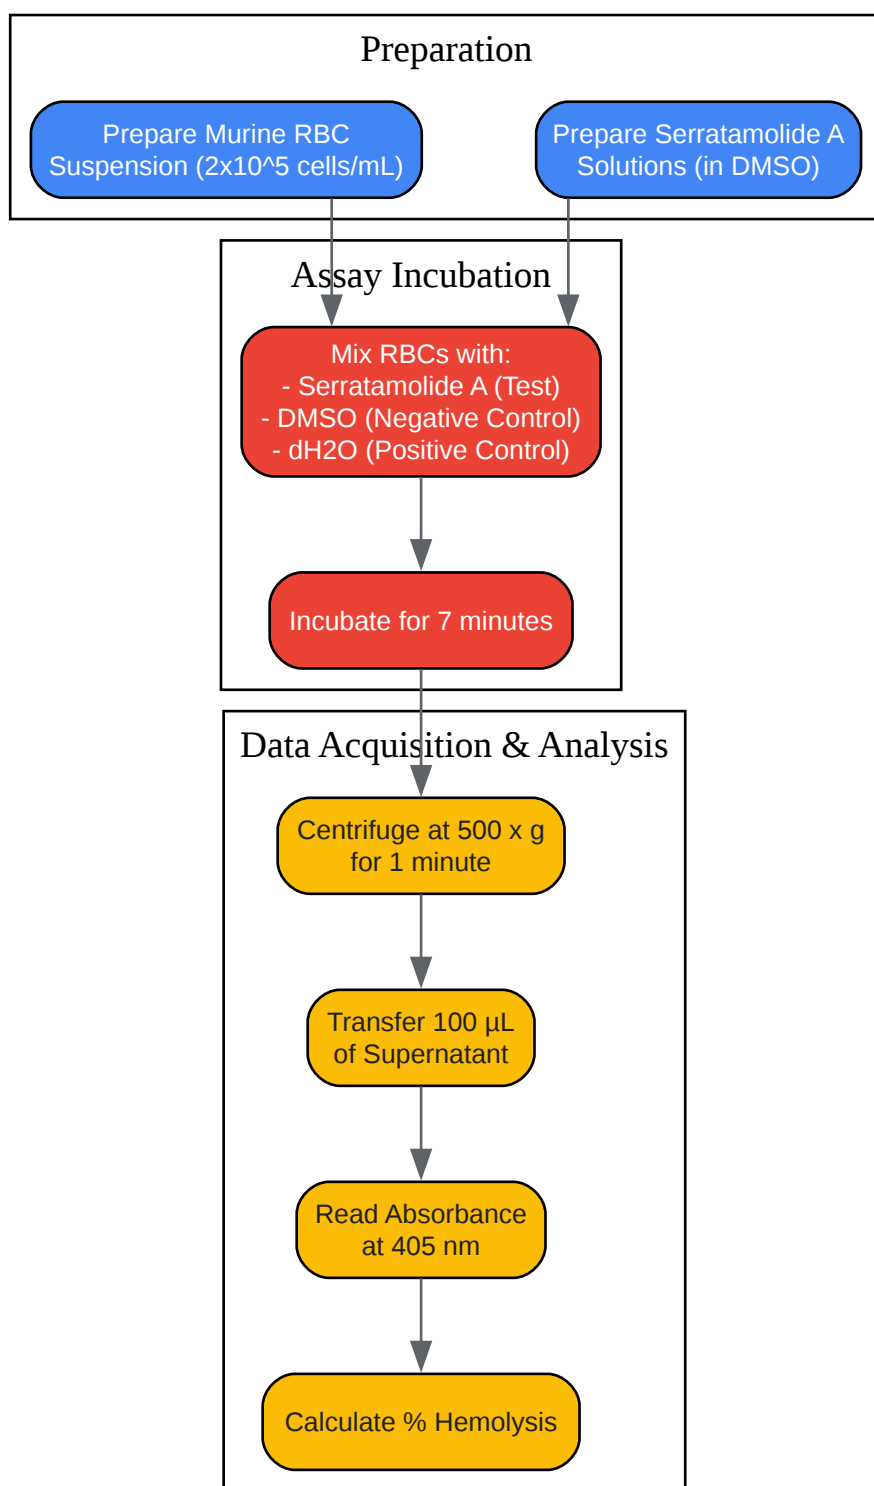 Preparation
Prepare Murine RBC
Suspension (2x10^5 cells/mL)
Prepare Serratamolide A
Solutions (in DMSO)
Assay Incubation
Mix RBCs with:
- Serratamolide A (Test)
- DMSO (Negative Control)
- dH2O (Positive Control)
Incubate for 7 minutes
Data Acquisition & Analysis
Centrifuge at 500 x g
for 1 minute
Transfer 100 µL
of Supernatant
Read Absorbance
at 405 nm
Calculate % Hemolysis